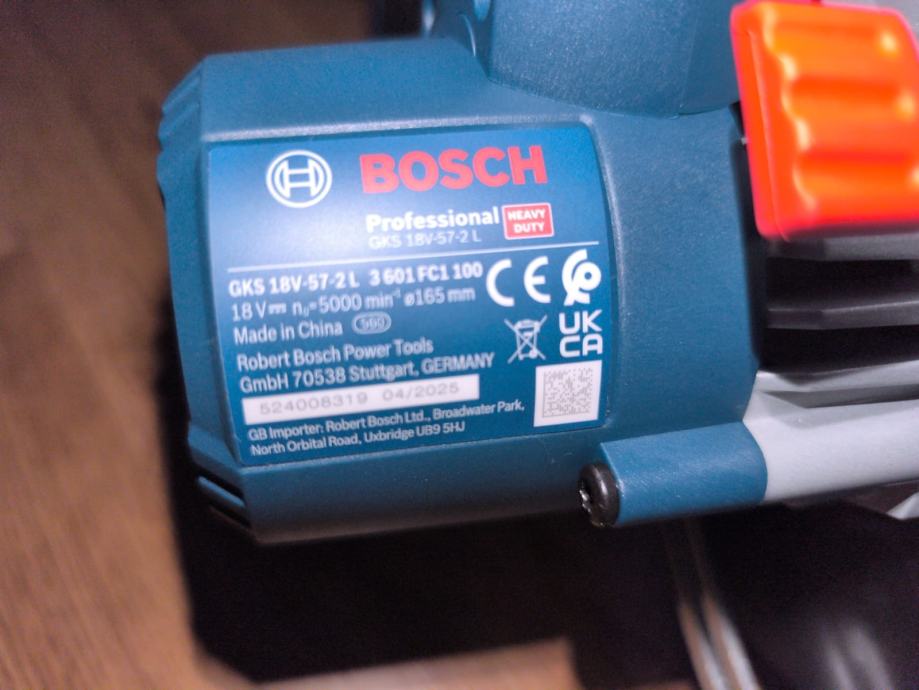 BOSCH
Professional HEAVY DUTY
GKS 18V-57-2 L
GKS 18V-57-2 L 3 601 FC1 100
18 V⎓ n₀=5000 min⁻¹ ø165 mm
Made in China
Robert Bosch Power Tools
GmbH 70538 Stuttgart, GERMANY
524008319 04/2025
GB Importer: Robert Bosch Ltd., Broadwater Park,
North Orbital Road, Uxbridge UB9 5HJ
CE
UK
CA